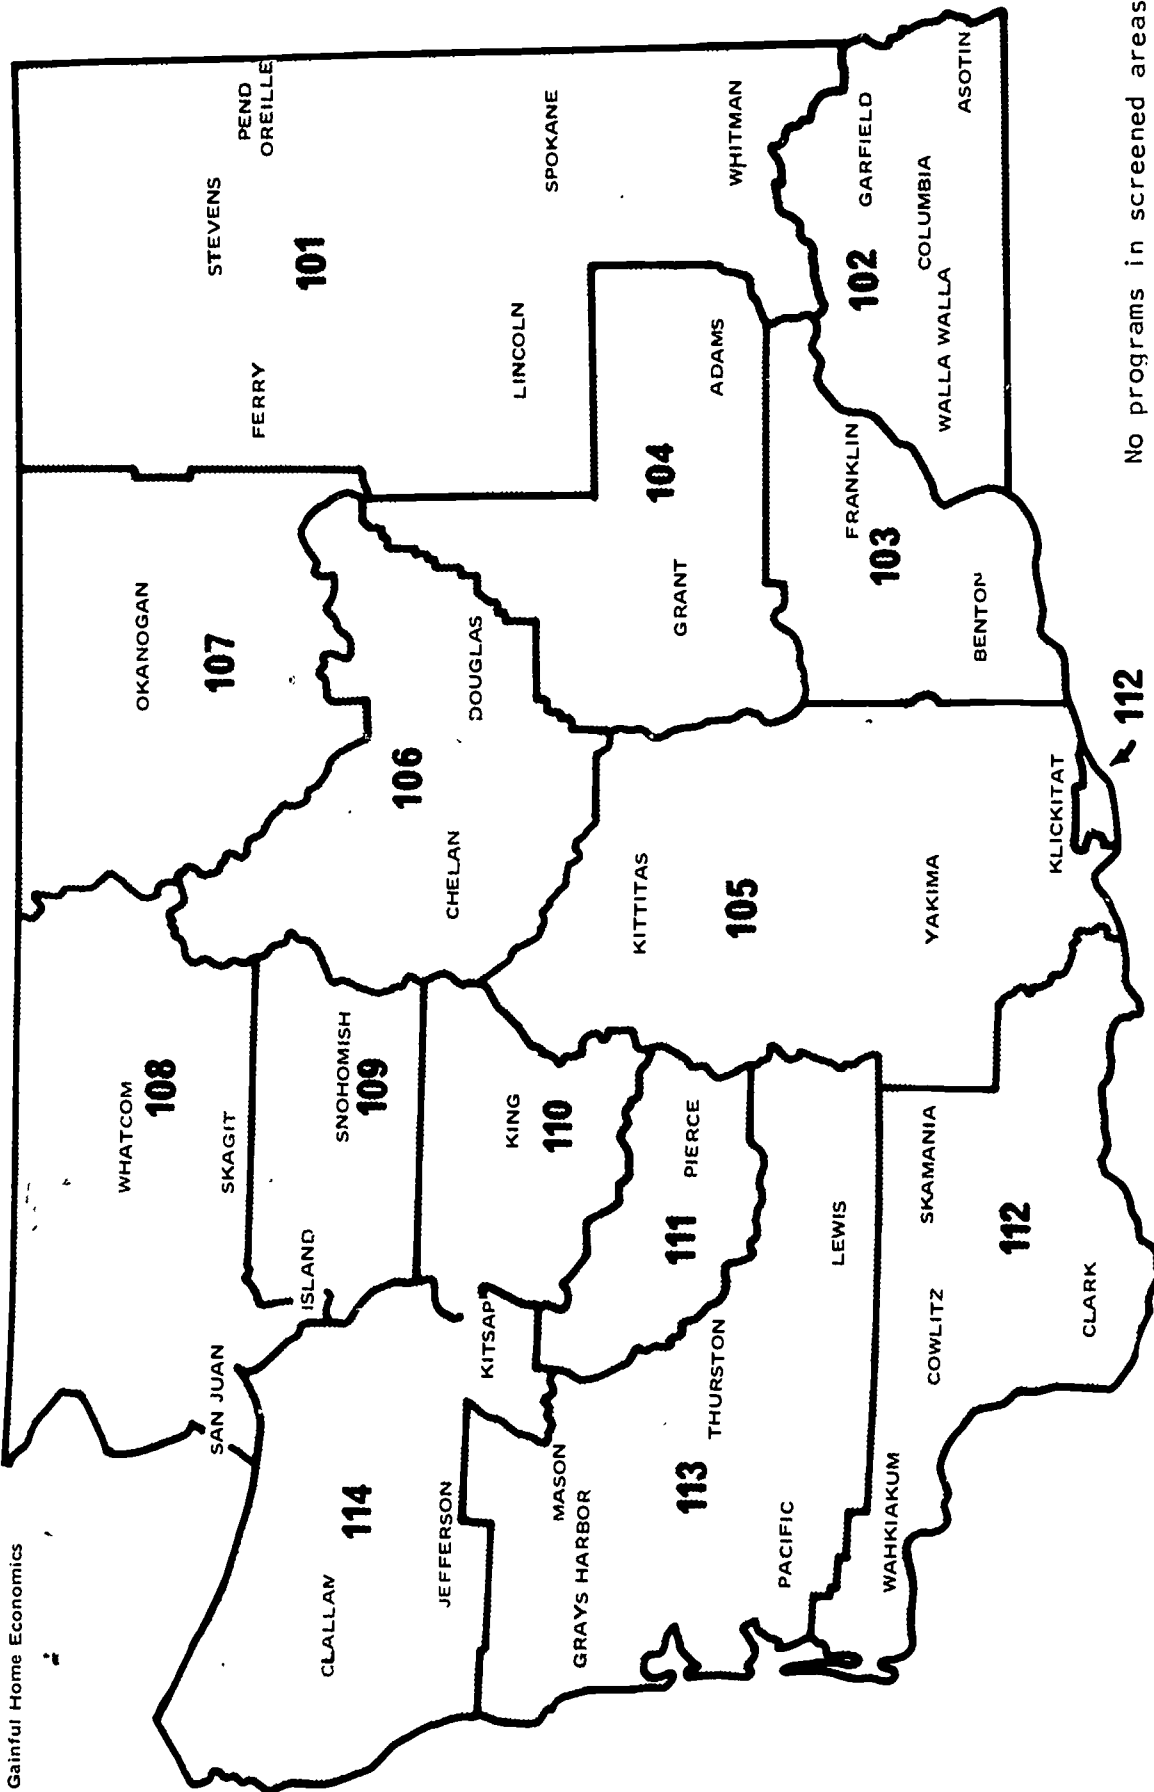 Gainful Home Economics
WHATCOM
108
SKAGIT
SAN JUAN
ISLAND
SNOHOMISH
109
OKANOGAN
107
FERRY
STEVENS
PEND
OREILLE
101
LINCOLN
SPOKANE
WHITMAN
CLALLAM
114
JEFFERSON
KITSAP
KING
110
CHELAN
106
DOUGLAS
MASON
GRAYS HARBOR
113
THURSTON
PIERCE
111
KITTITAS
105
GRANT
104
ADAMS
PACIFIC
LEWIS
YAKIMA
FRANKLIN
103
BENTON
102
GARFIELD
COLUMBIA
WALLA WALLA
ASOTIN
WAHKIAKUM
COWLITZ
SKAMANIA
112
CLARK
KLICKITAT
112
No programs in screened areas